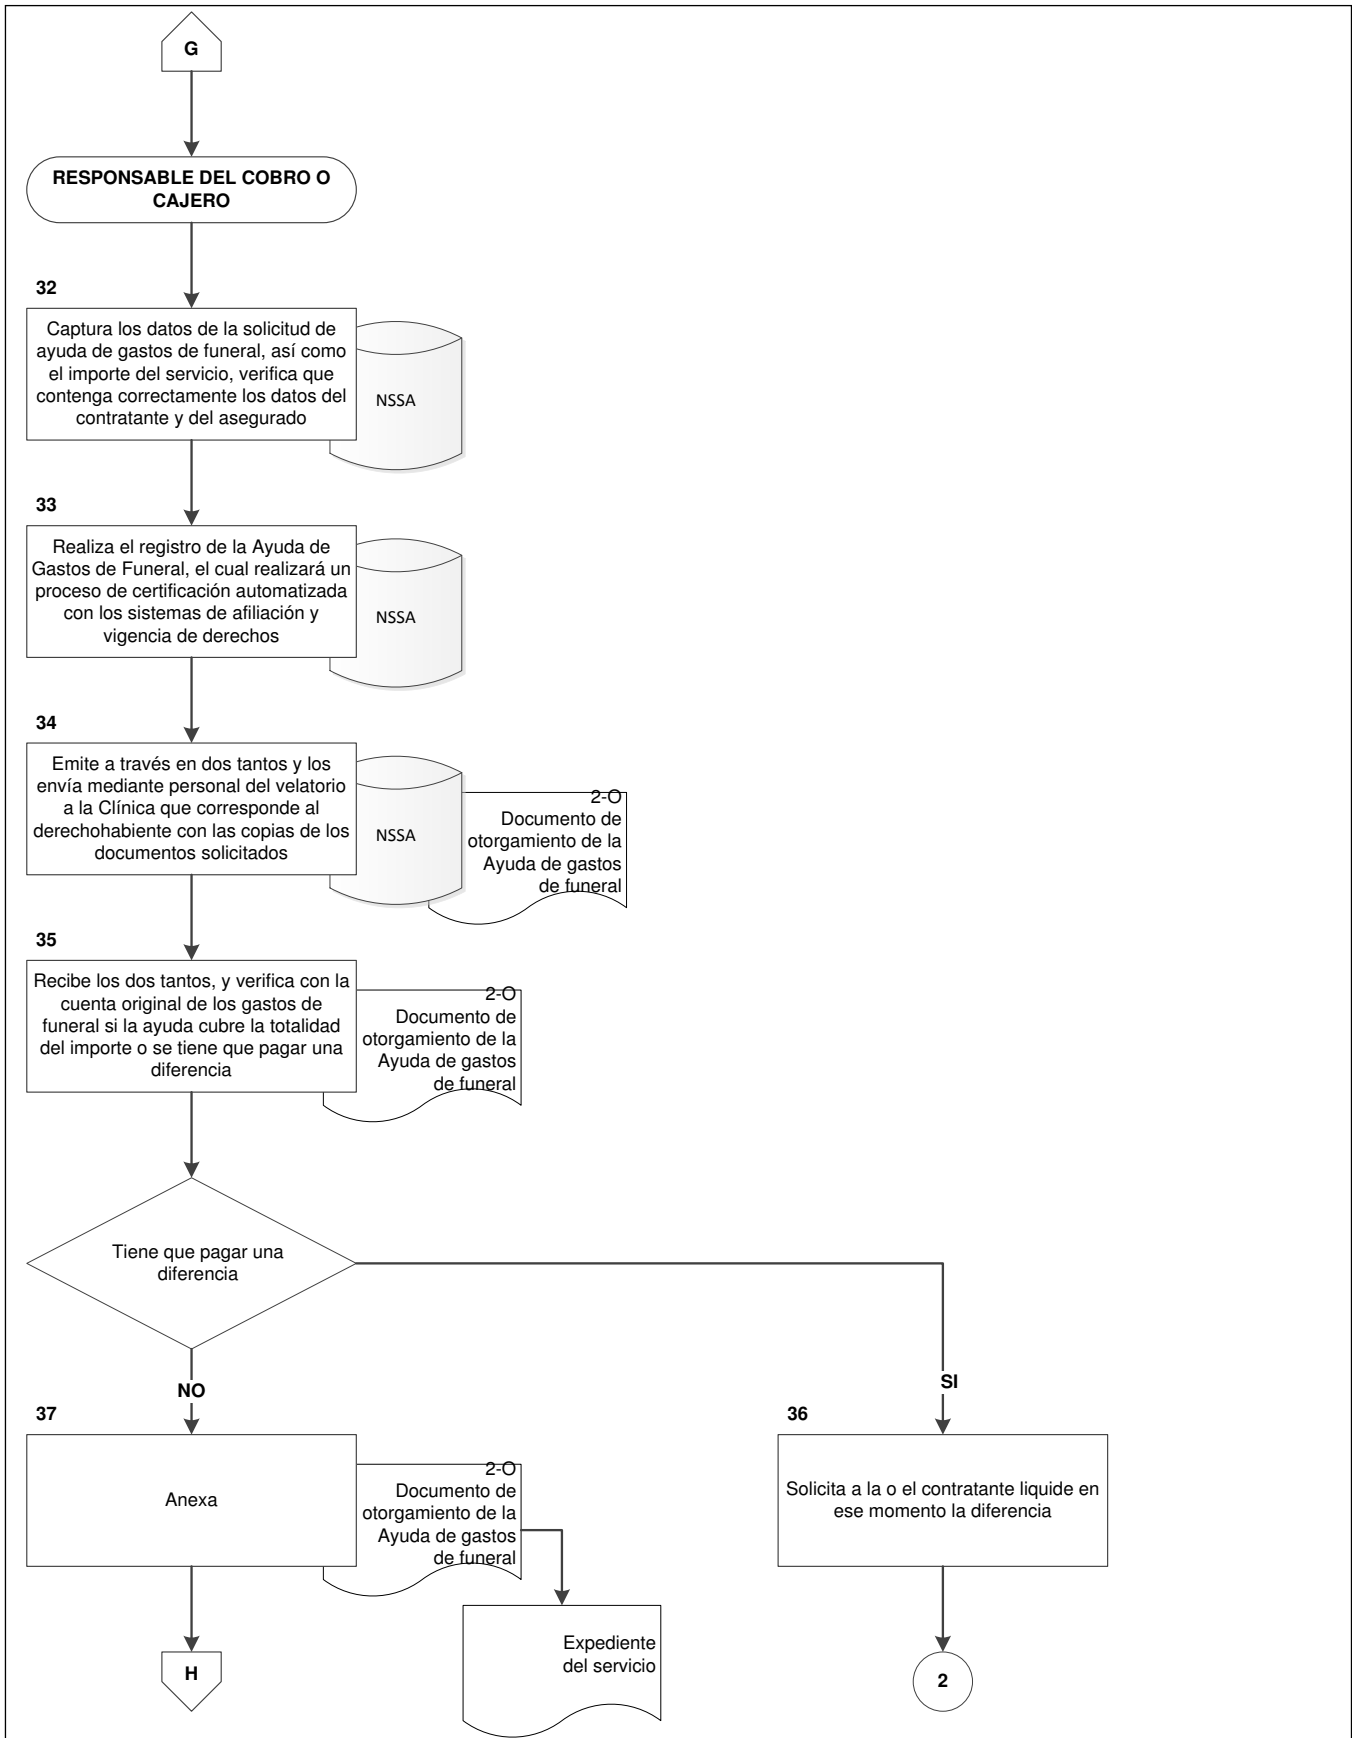 G
RESPONSABLE DEL COBRO O
CAJERO
32
Captura los datos de la solicitud de
ayuda de gastos de funeral, así como
el importe del servicio, verifica que
contenga correctamente los datos del
contratante y del asegurado
NSSA
33
Realiza el registro de la Ayuda de
Gastos de Funeral, el cual realizará un
proceso de certificación automatizada
con los sistemas de afiliación y
vigencia de derechos
NSSA
34
Emite a través en dos tantos y los
envía mediante personal del velatorio
a la Clínica que corresponde al
derechohabiente con las copias de los
documentos solicitados
NSSA
2-O
Documento de
otorgamiento de la
Ayuda de gastos
de funeral
35
Recibe los dos tantos, y verifica con la
cuenta original de los gastos de
funeral si la ayuda cubre la totalidad
del importe o se tiene que pagar una
diferencia
2-O
Documento de
otorgamiento de la
Ayuda de gastos
de funeral
Tiene que pagar una
diferencia
NO
SI
37
Anexa
2-O
Documento de
otorgamiento de la
Ayuda de gastos
de funeral
Expediente
del servicio
36
Solicita a la o el contratante liquide en
ese momento la diferencia
H
2